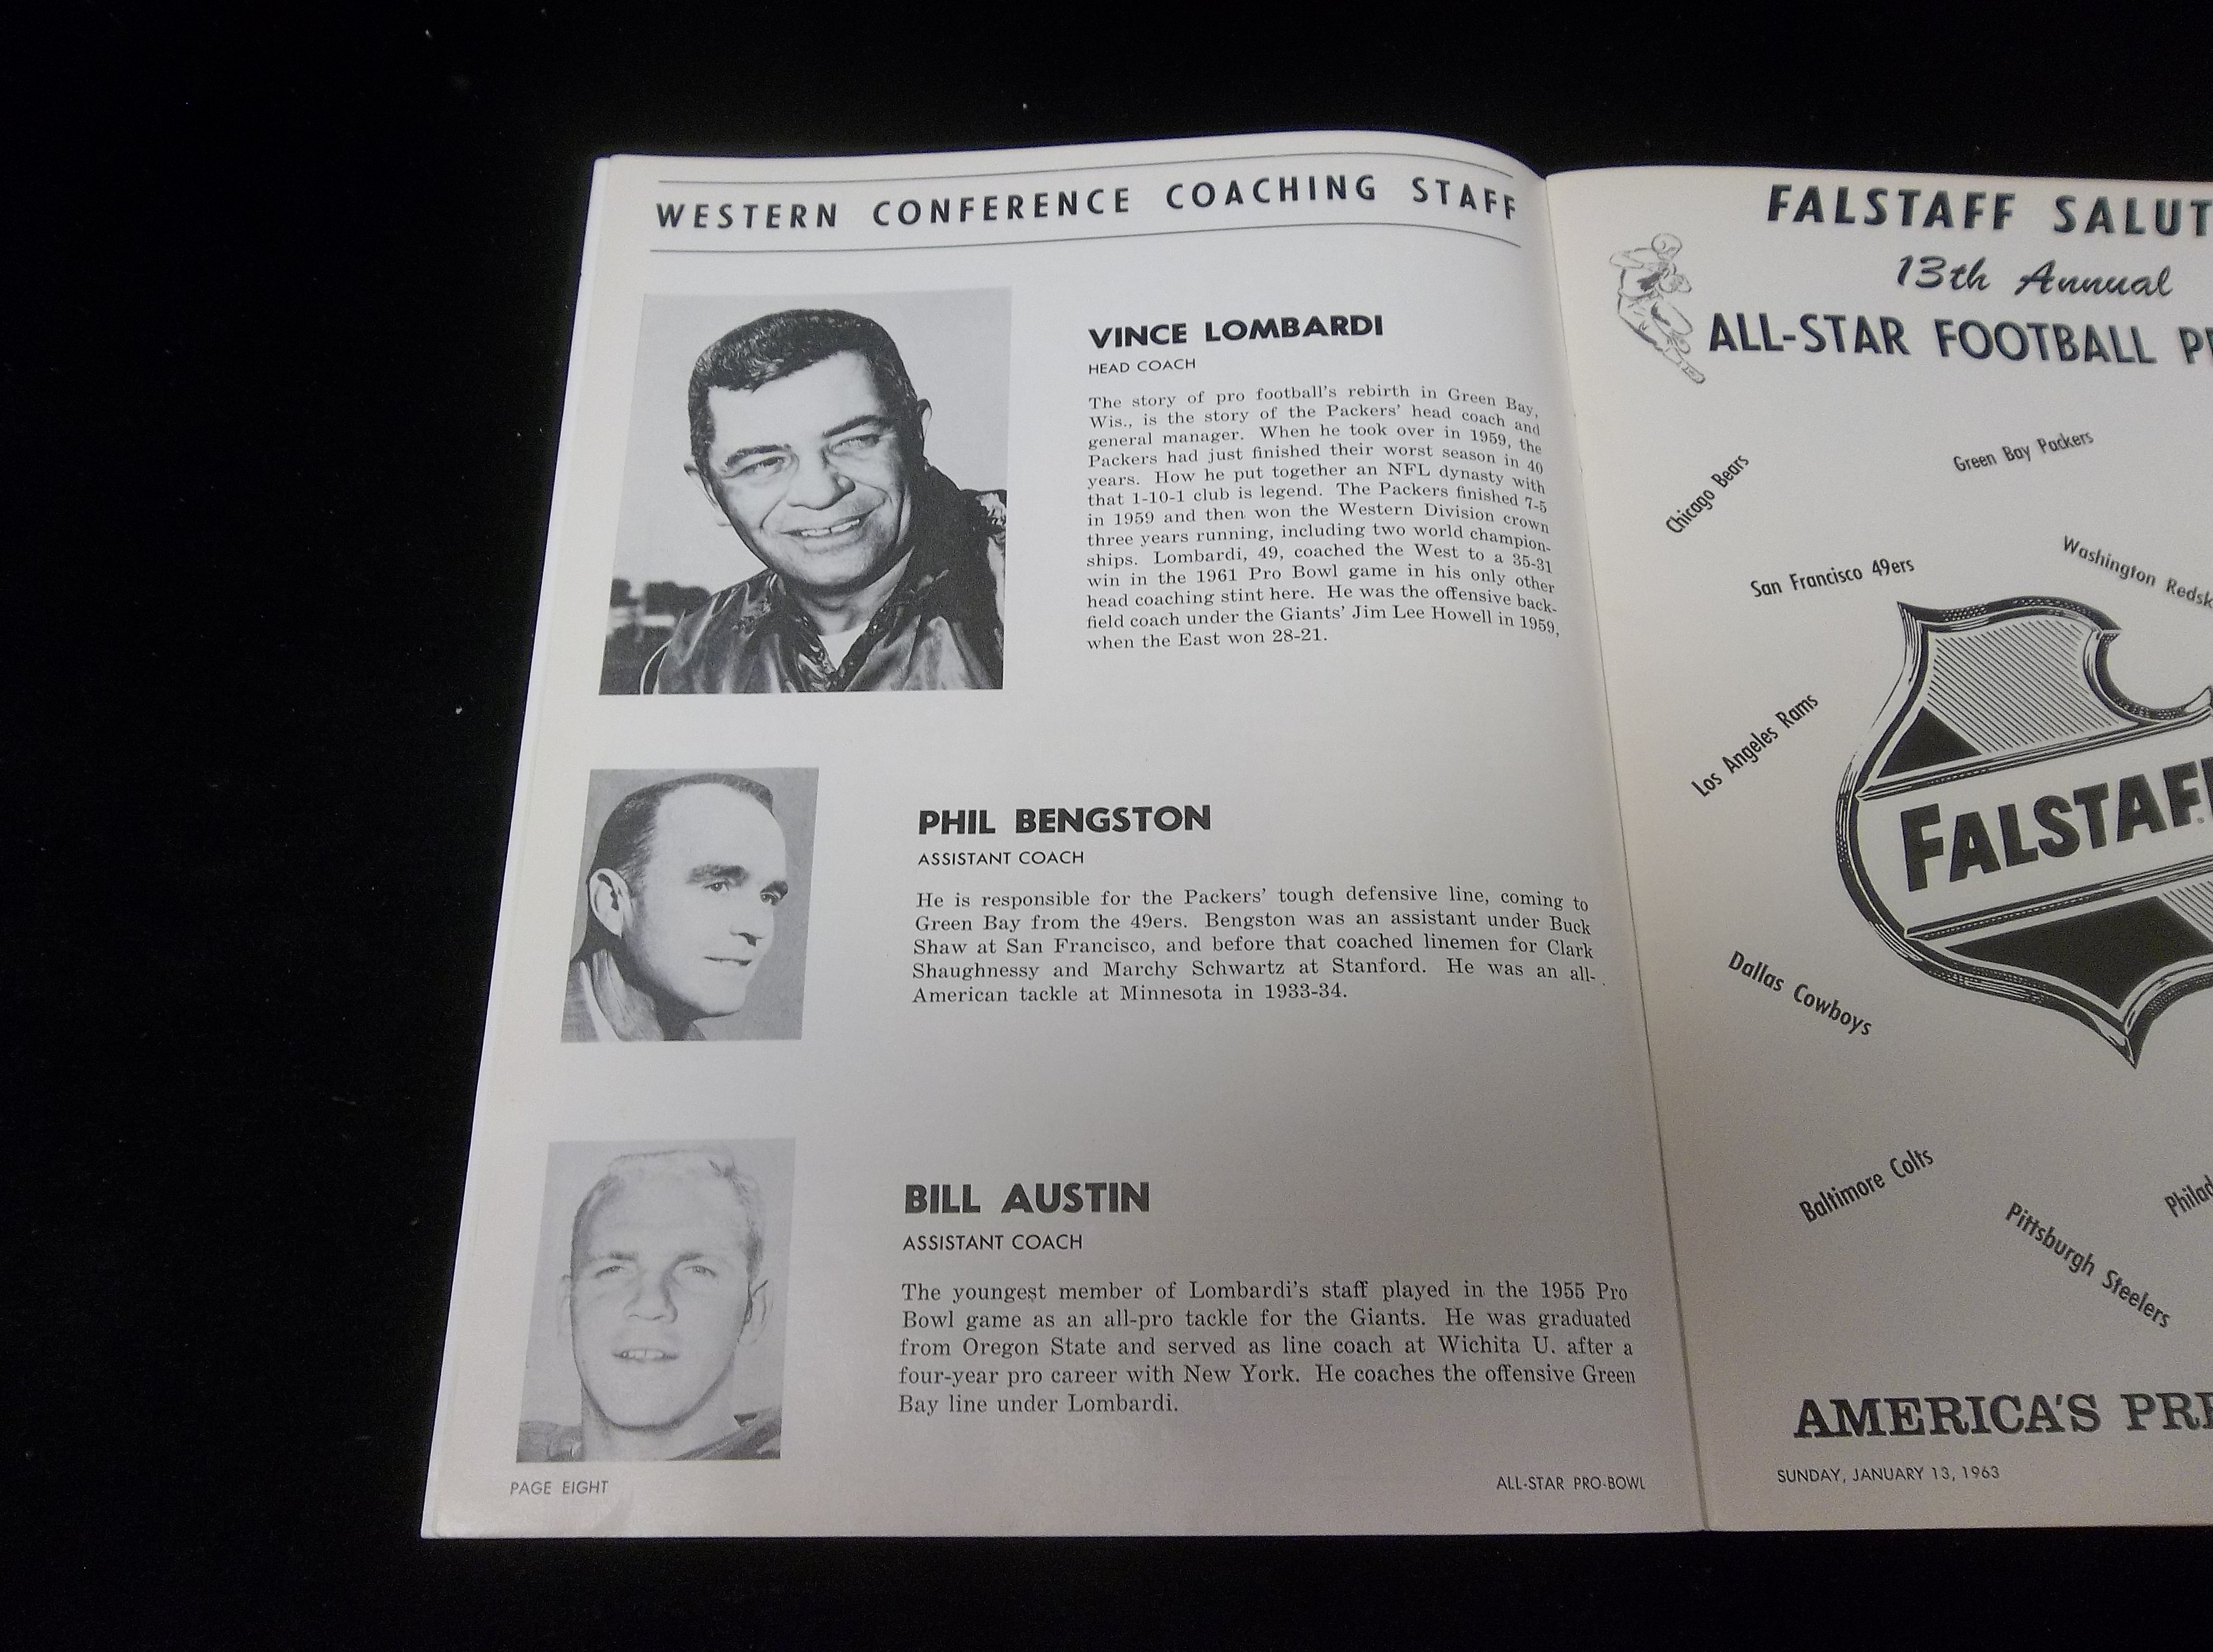 WESTERN CONFERENCE COACHING STAFF
VINCE LOMBARDI
HEAD COACH
The story of pro football's rebirth in Green Bay,
Wis., is the story of the Packers' head coach and
general manager. When he took over in 1959, the
Packers had just finished their worst season in 40
years. How he put together an NFL dynasty with
that 1-10-1 club is legend. The Packers finished 7-5
in 1959 and then won the Western Division crown
three years running, including two world champion-
ships. Lombardi, 49, coached the West to a 35-31
win in the 1961 Pro Bowl game in his only other
head coaching stint here. He was the offensive back-
field coach under the Giants' Jim Lee Howell in 1959,
when the East won 28-21.
PHIL BENGSTON
ASSISTANT COACH
He is responsible for the Packers' tough defensive line, coming to
Green Bay from the 49ers. Bengston was an assistant under Buck
Shaw at San Francisco, and before that coached linemen for Clark
Shaughnessy and Marchy Schwartz at Stanford. He was an all-
American tackle at Minnesota in 1933-34.
BILL AUSTIN
ASSISTANT COACH
The youngest member of Lombardi's staff played in the 1955 Pro
Bowl game as an all-pro tackle for the Giants. He was graduated
from Oregon State and served as line coach at Wichita U. after a
four-year pro career with New York. He coaches the offensive Green
Bay line under Lombardi.
PAGE EIGHT
ALL-STAR PRO-BOWL
FALSTAFF
13th Annual
ALL-STAR FOOTBALL
Green Bay Packers
Chicago Bears
Washington
San Francisco 49ers
Los Angeles Rams
Dallas Cowboys
Baltimore Colts
Pittsburgh Steelers
AMERICA'S
SUNDAY, JANUARY 13, 1963